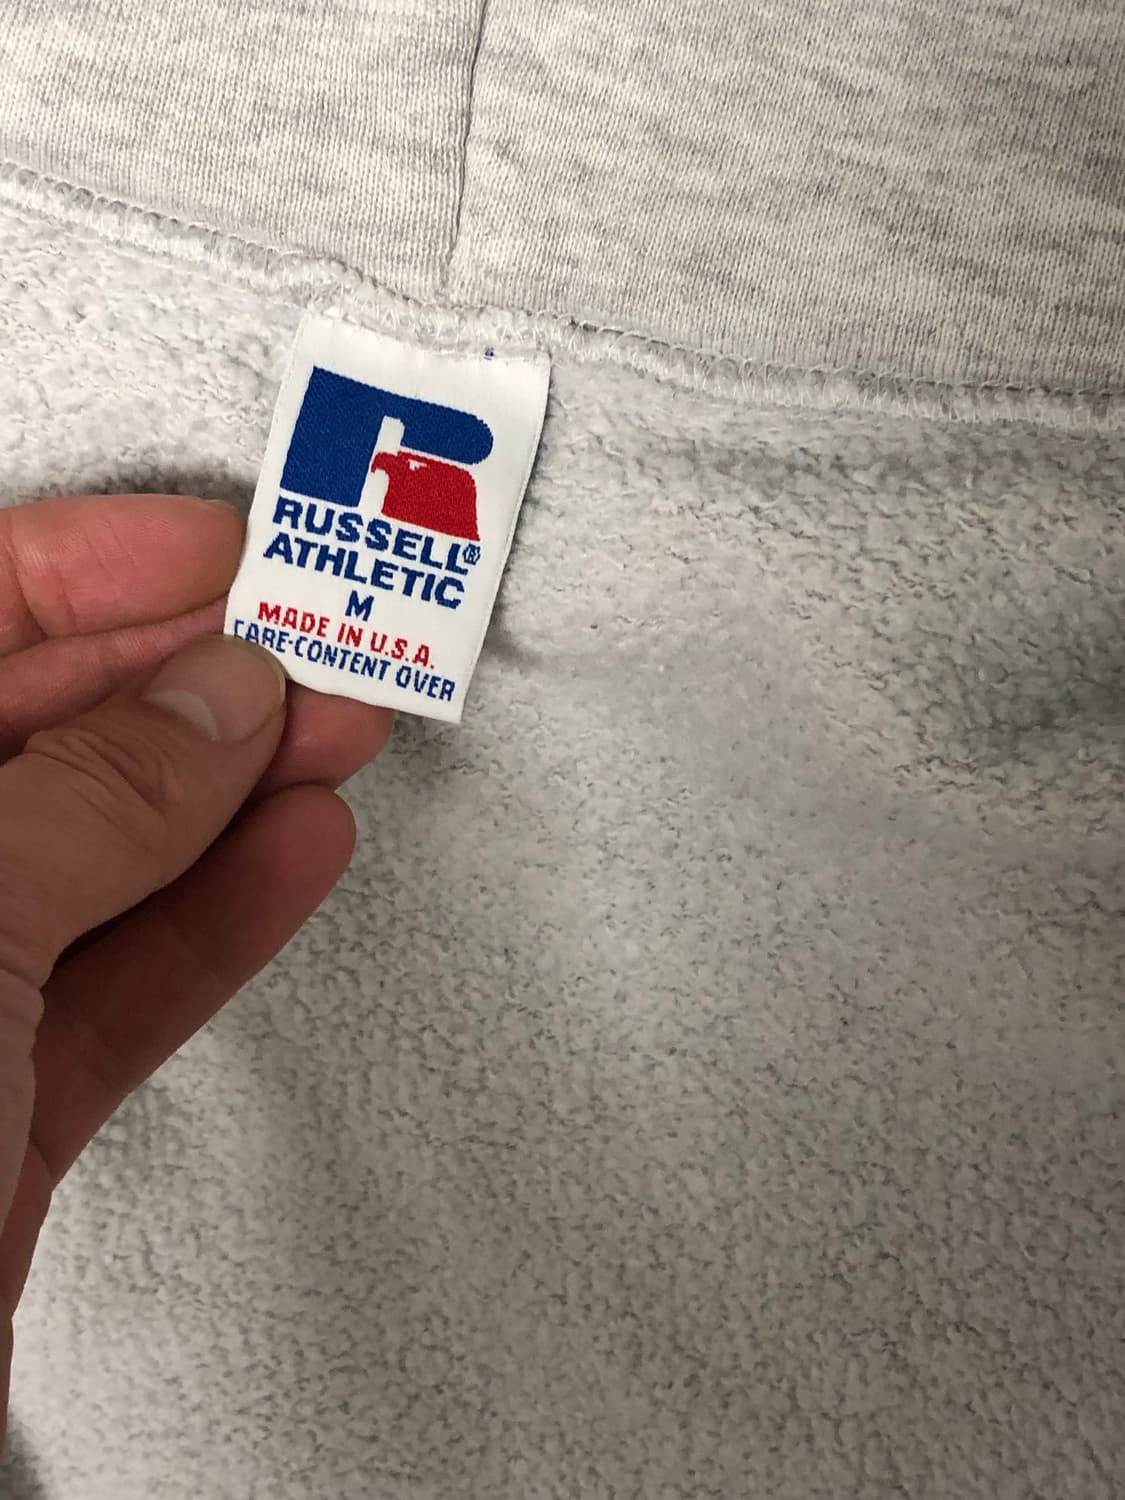 RUSSELL®
ATHLETIC
M
MADE IN U.S.A.
CARE-CONTENT OVER